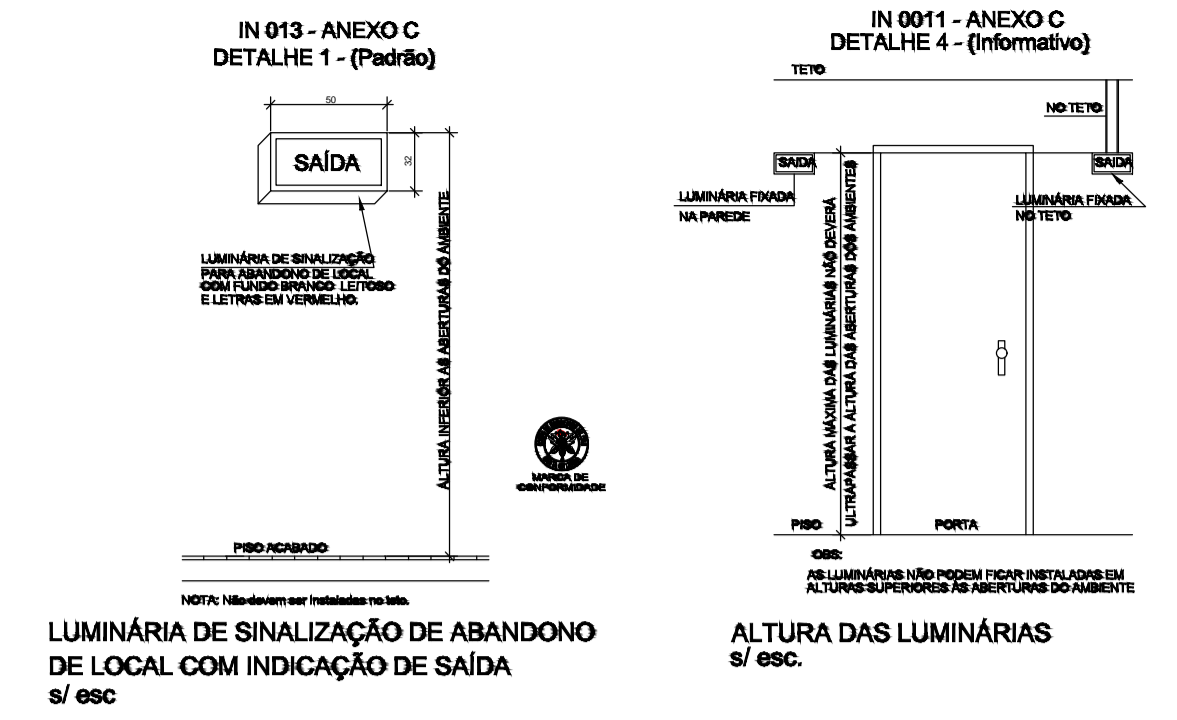 IN 013 - ANEXO C
DETALHE 1 - (Padrão)
50
SAÍDA
32
LUMINÁRIA DE SINALIZAÇÃO
PARA ABANDONO DE LOCAL
COM FUNDO BRANCO LEITOSO
E LETRAS EM VERMELHO.
ALTURA INFERIOR AS ABERTURAS DO AMBIENTE
MARCA DE
CONFORMIDADE
PISO ACABADO
NOTA: Não devem ser instaladas no teto.
LUMINÁRIA DE SINALIZAÇÃO DE ABANDONO
DE LOCAL COM INDICAÇÃO DE SAÍDA
s/ esc
IN 0011 - ANEXO C
DETALHE 4 - (Informativo)
TETO
NO TETO
SAIDA
SAIDA
LUMINÁRIA FIXADA
NA PAREDE
LUMINÁRIA FIXADA
NO TETO
ALTURA MÁXIMA DAS LUMINÁRIAS NÃO DEVERÁ
ULTRAPASSAR A ALTURA DAS ABERTURAS DOS AMBIENTES
PISO
PORTA
OBS:
AS LUMINÁRIAS NÃO PODEM FICAR INSTALADAS EM
ALTURAS SUPERIORES ÀS ABERTURAS DO AMBIENTE
ALTURA DAS LUMINÁRIAS
s/ esc.